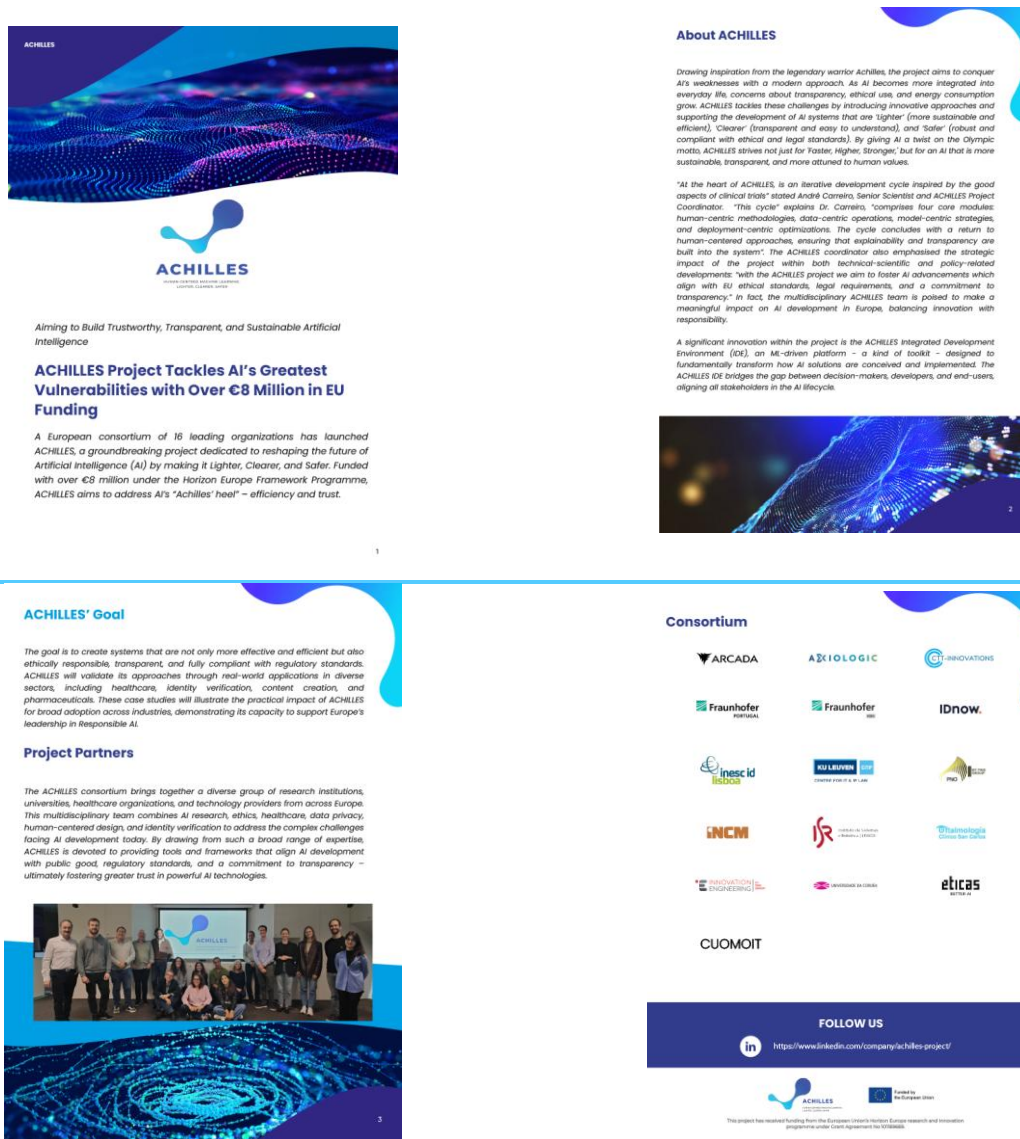 ACHILLES
ACHILLES
Aiming to Build Trustworthy, Transparent, and Sustainable Artificial
Intelligence
ACHILLES Project Tackles AI's Greatest
Vulnerabilities with Over €8 Million in EU
Funding
A European consortium of 16 leading organizations has launched
ACHILLES, a groundbreaking project dedicated to reshaping the future of
Artificial Intelligence (AI) by making it Lighter, Clearer, and Safer. Funded
with over €8 million under the Horizon Europe Framework Programme,
ACHILLES aims to address AI's "Achilles' heel" – efficiency and trust.
1
About ACHILLES
Drawing inspiration from the legendary warrior Achilles, the project aims to conquer
AI's weaknesses with a modern approach. As AI becomes more integrated into
everyday life, concerns about transparency, ethical use, and energy consumption
grow. ACHILLES tackles these challenges by introducing innovative approaches and
supporting the development of AI systems that are 'Lighter' (more sustainable and
efficient), 'Clearer' (transparent and easy to understand), and 'Safer' (robust and
compliant with ethical and legal standards). By giving AI a twist on the Olympic
motto, ACHILLES strives not just for 'Faster, Higher, Stronger,' but for an AI that is more
sustainable, transparent, and more attuned to human values.
"At the heart of ACHILLES, is an iterative development cycle inspired by the good
aspects of clinical trials" stated André Carreiro, Senior Scientist and ACHILLES Project
Coordinator. "This cycle" explains Dr. Carreiro, "comprises four core modules:
human-centric methodologies, data-centric operations, model-centric strategies,
and deployment-centric optimizations. The cycle concludes with a return to
human-centered approaches, ensuring that explainability and transparency are
built into the system". The ACHILLES coordinator also emphasised the strategic
impact of the project within both technical-scientific and policy-related
developments: "with the ACHILLES project we aim to foster AI advancements which
align with EU ethical standards, legal requirements, and a commitment to
transparency." In fact, the multidisciplinary ACHILLES team is poised to make a
meaningful impact on AI development in Europe, balancing innovation with
responsibility.
A significant innovation within the project is the ACHILLES Integrated Development
Environment (IDE), an ML-driven platform - a kind of toolkit - designed to
fundamentally transform how AI solutions are conceived and implemented. The
ACHILLES IDE bridges the gap between decision-makers, developers, and end-users,
aligning all stakeholders in the AI lifecycle.
2
ACHILLES' Goal
The goal is to create systems that are not only more effective and efficient but also
ethically responsible, transparent, and fully compliant with regulatory standards.
ACHILLES will validate its approaches through real-world applications in diverse
sectors, including healthcare, identity verification, content creation, and
pharmaceuticals. These case studies will illustrate the practical impact of ACHILLES
for broad adoption across industries, demonstrating its capacity to support Europe's
leadership in Responsible AI.
Project Partners
The ACHILLES consortium brings together a diverse group of research institutions,
universities, healthcare organizations, and technology providers from across Europe.
This multidisciplinary team combines AI research, ethics, healthcare, data privacy,
human-centered design, and identity verification to address the complex challenges
facing AI development today. By drawing from such a broad range of expertise,
ACHILLES is devoted to providing tools and frameworks that align AI development
with public good, regulatory standards, and a commitment to transparency –
ultimately fostering greater trust in powerful AI technologies.
ACHILLES
3
Consortium
ARCADA
AXIOLOGIC
CTT-INNOVATIONS
Fraunhofer
PORTUGAL
Fraunhofer
IDnow.
inesc id
lisboa
KU LEUVEN
CENTRE FOR IT & IP LAW
PNO
INCM
ISR
Oftalmología
INNOVATION
ENGINEERING
UNIVERSIDADE DA CORUÑA
eticas
CUOMOIT
FOLLOW US
in
https://www.linkedin.com/company/achilles-project/
ACHILLES
Funded by
the European Union
This project has received funding from the European Union's Horizon Europe research and innovation
programme under Grant Agreement No